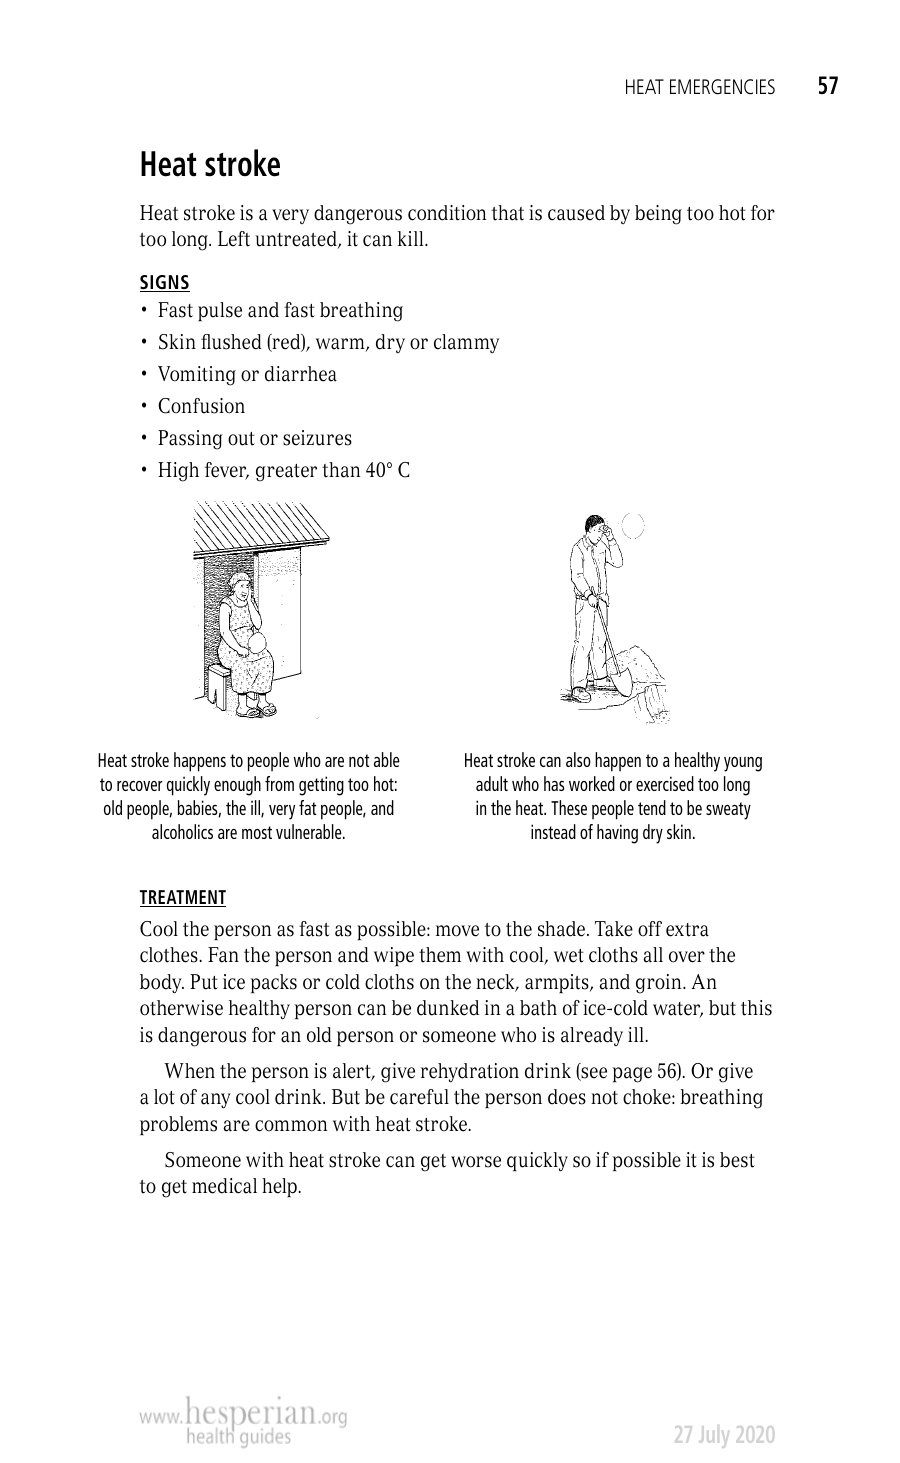 HEAT EMERGENCIES 57
Heat stroke
Heat stroke is a very dangerous condition that is caused by being too hot for
too long. Left untreated, it can kill.
SIGNS
• Fast pulse and fast breathing
• Skin flushed (red), warm, dry or clammy
• Vomiting or diarrhea
• Confusion
• Passing out or seizures
• High fever, greater than 40° C
Heat stroke happens to people who are not able
to recover quickly enough from getting too hot:
old people, babies, the ill, very fat people, and
alcoholics are most vulnerable.
Heat stroke can also happen to a healthy young
adult who has worked or exercised too long
in the heat. These people tend to be sweaty
instead of having dry skin.
TREATMENT
Cool the person as fast as possible: move to the shade. Take off extra
clothes. Fan the person and wipe them with cool, wet cloths all over the
body. Put ice packs or cold cloths on the neck, armpits, and groin. An
otherwise healthy person can be dunked in a bath of ice-cold water, but this
is dangerous for an old person or someone who is already ill.
When the person is alert, give rehydration drink (see page 56). Or give
a lot of any cool drink. But be careful the person does not choke: breathing
problems are common with heat stroke.
Someone with heat stroke can get worse quickly so if possible it is best
to get medical help.
www.hesperian.org
health guides
27 July 2020